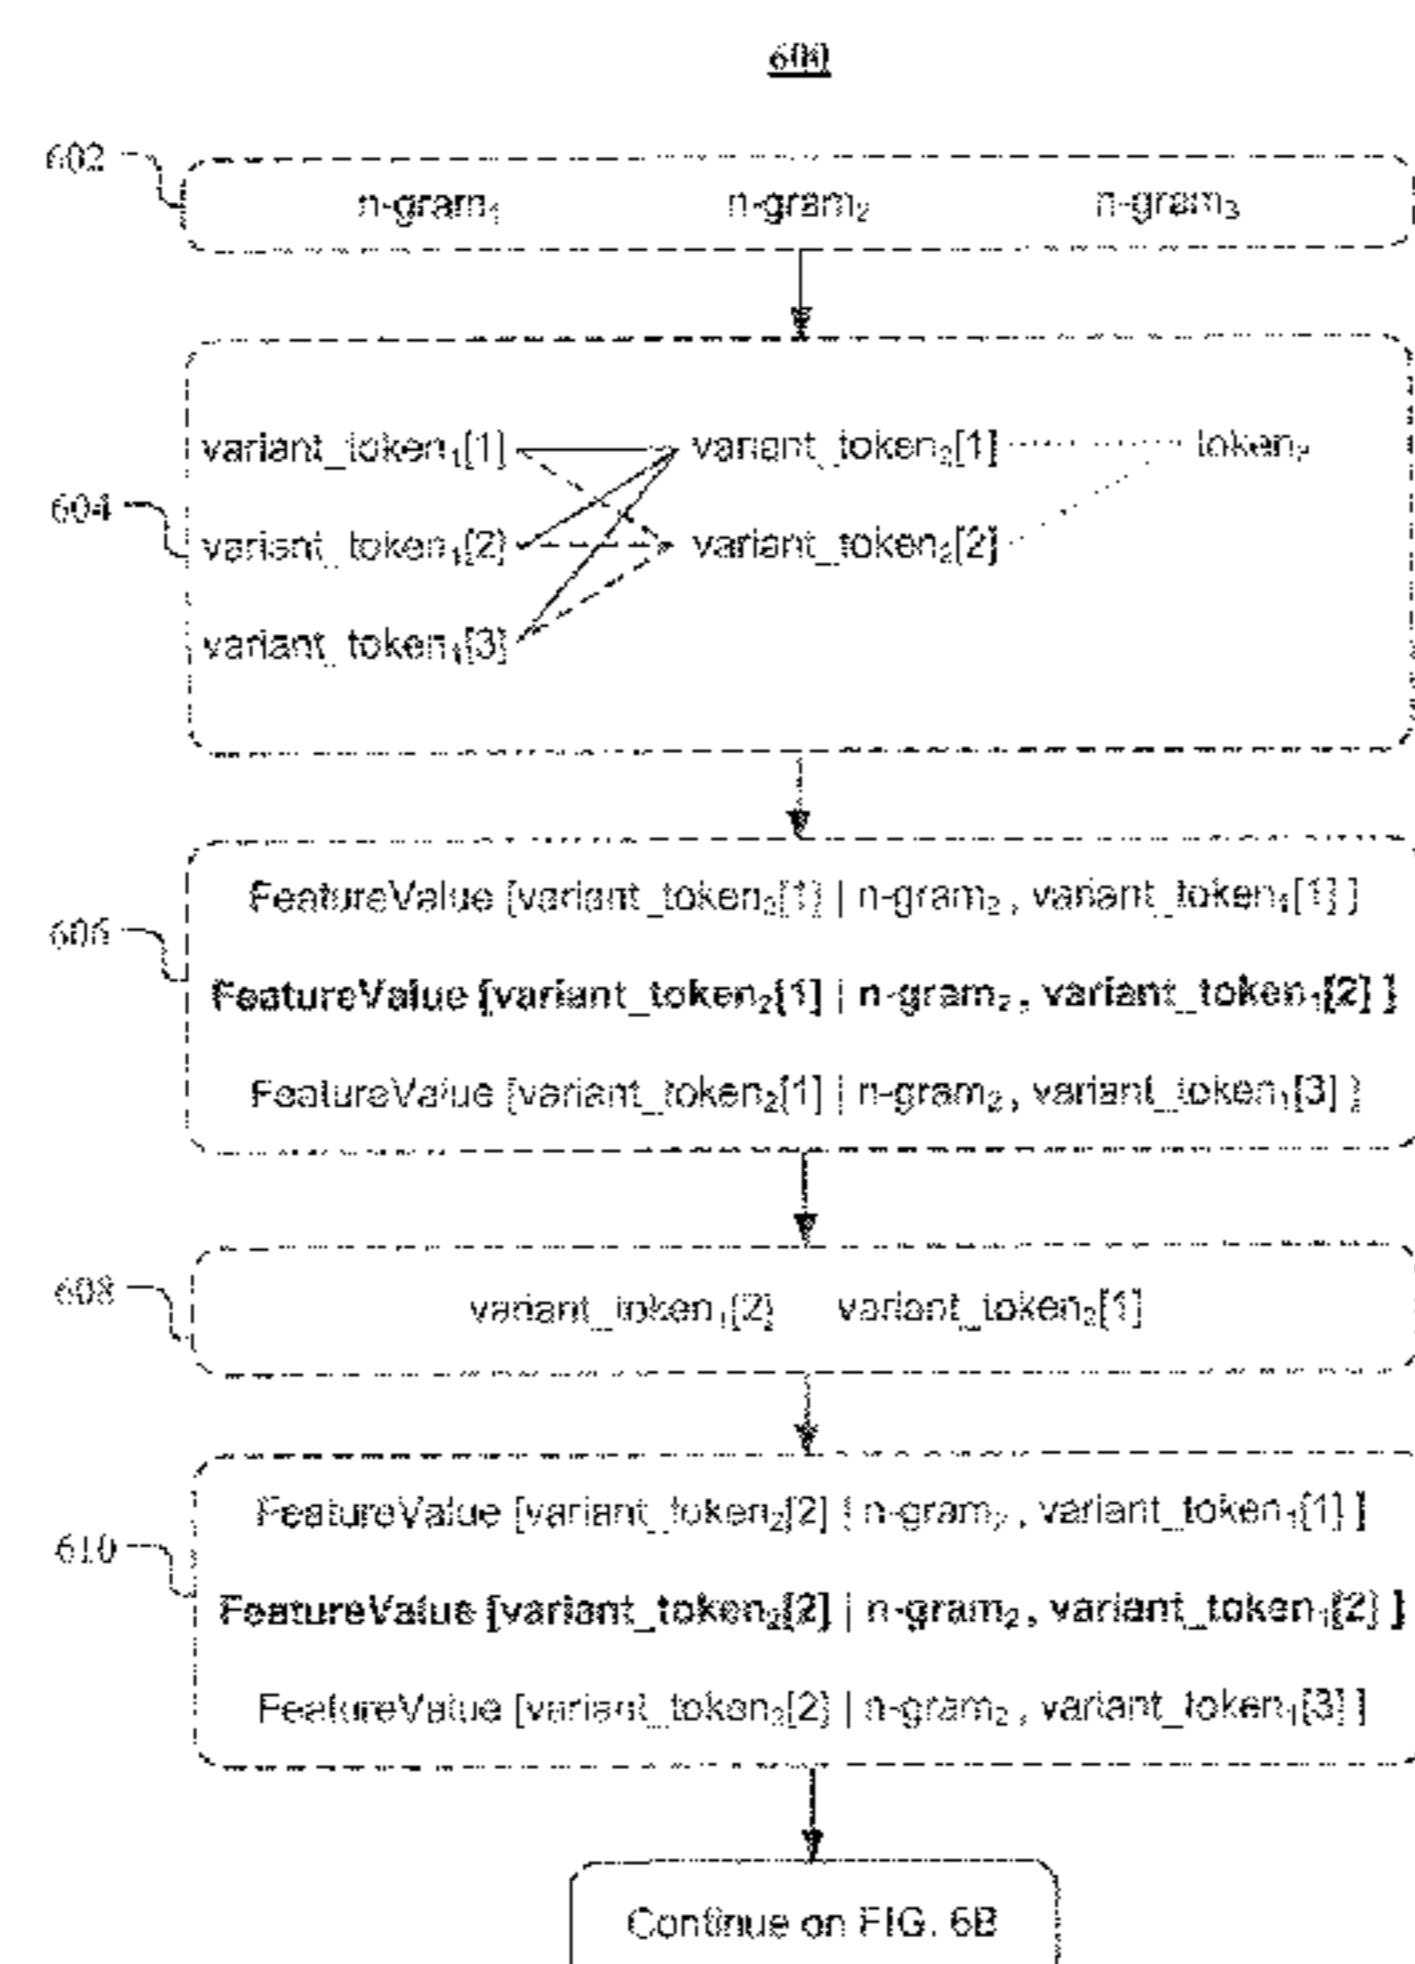 600
602
n-gram₁ n-gram₂ n-gram₃
604
variant_token₁[1] variant_token₂[1]
variant_token₁[2] variant_token₂[2]
variant_token₁[3]
606
FeatureValue [variant_token₂[1] | n-gram₂, variant_token₁[1] ]
FeatureValue [variant_token₂[1] | n-gram₂, variant_token₁[2] ]
FeatureValue [variant_token₂[1] | n-gram₂, variant_token₁[3] ]
608
variant_token₁[2] variant_token₂[1]
610
FeatureValue [variant_token₂[2] | n-gram₂, variant_token₁[1] ]
FeatureValue [variant_token₂[2] | n-gram₂, variant_token₁[2] ]
FeatureValue [variant_token₂[2] | n-gram₂, variant_token₁[3] ]
Continue on FIG. 6B